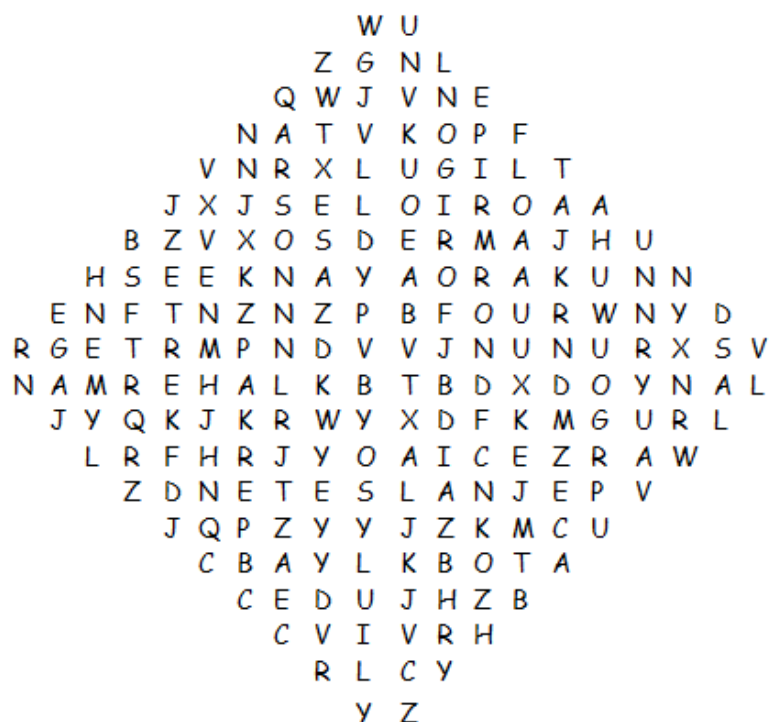 W U
Z G N L
Q W J V N E
N A T V K O P F
V N R X L U G I L T
J X J S E L O I R O A A
B Z V X O S D E R M A J H U
H S E E K N A Y A O R A K U N N
E N F T N Z N Z P B F O U R W N Y D
R G E T R M P N D V V J N U N U R X S V
N A M R E H A L K B T B D X D O Y N A L
J Y Q K J K R W Y X D F K M G U R L
L R F H R J Y O A I C E Z R A W
Z D N E T E S L A N J E P V
J Q P Z Y Y J Z K M C U
C B A Y L K B O T A
C E D U J H Z B
C V I V R H
R L C Y
Y Z